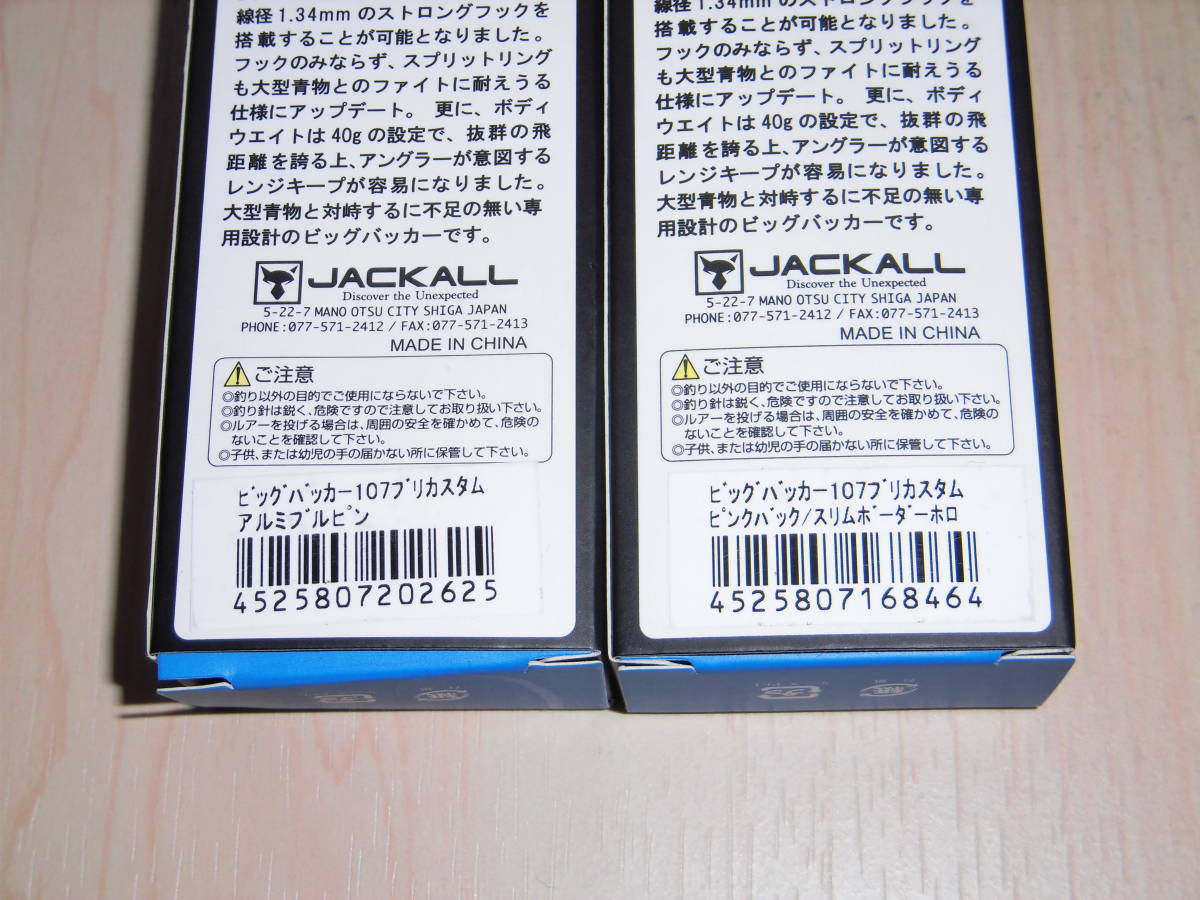 線径1.34mmのストロングフックを
搭載することが可能となりました。
フックのみならず、スプリットリング
も大型青物とのファイトに耐えうる
仕様にアップデート。 更に、ボディ
ウエイトは40gの設定で、抜群の飛
距離を誇る上、アングラーが意図する
レンジキープが容易になりました。
大型青物と対峙するに不足の無い専
用設計のビッグバッカーです。
JACKALL
Discover the Unexpected
5-22-7 MANO OTSU CITY SHIGA JAPAN
PHONE:077-571-2412 / FAX:077-571-2413
MADE IN CHINA
ご注意
◎釣り以外の目的でご使用にならないで下さい。
◎釣り針は鋭く、危険ですので注意してお取り扱い下さい。
◎ルアーを投げる場合は、周囲の安全を確かめて、危険の
ないことを確認して下さい。
◎子供、または幼児の手の届かない所に保管して下さい。
ﾋﾞッグﾊﾞッカー107ブリカスタム
アルミブルピン
4525807202625
線径1.34mmのストロングフックを
搭載することが可能となりました。
フックのみならず、スプリットリング
も大型青物とのファイトに耐えうる
仕様にアップデート。 更に、ボディ
ウエイトは40gの設定で、抜群の飛
距離を誇る上、アングラーが意図する
レンジキープが容易になりました。
大型青物と対峙するに不足の無い専
用設計のビッグバッカーです。
JACKALL
Discover the Unexpected
5-22-7 MANO OTSU CITY SHIGA JAPAN
PHONE:077-571-2412 / FAX:077-571-2413
MADE IN CHINA
ご注意
◎釣り以外の目的でご使用にならないで下さい。
◎釣り針は鋭く、危険ですので注意してお取り扱い下さい。
◎ルアーを投げる場合は、周囲の安全を確かめて、危険の
ないことを確認して下さい。
◎子供、または幼児の手の届かない所に保管して下さい。
ビッグバッカー107ブリカスタム
ピンクバック/スリムボーダーホロ
4525807168464